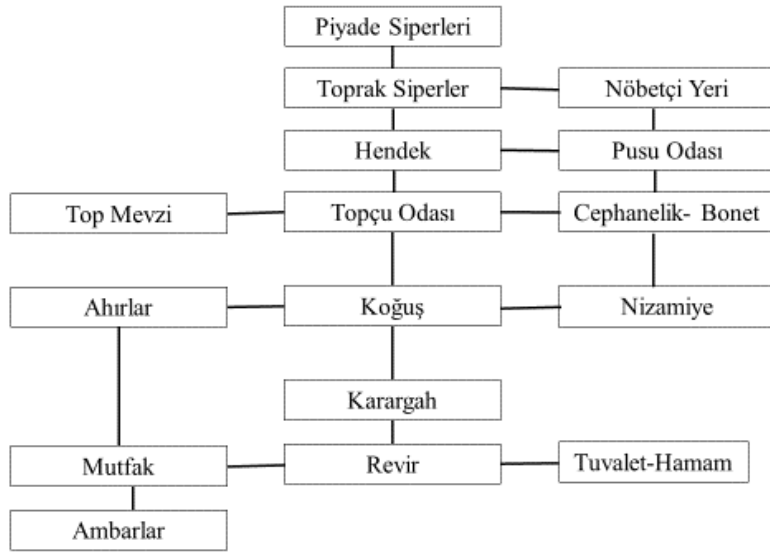 Piyade Siperleri
Toprak Siperler
Nöbetçi Yeri
Hendek
Pusu Odası
Top Mevzi
Topçu Odası
Cephanelik- Bonet
Ahırlar
Koğuş
Nizamiye
Karargah
Mutfak
Revir
Tuvalet-Hamam
Ambarlar